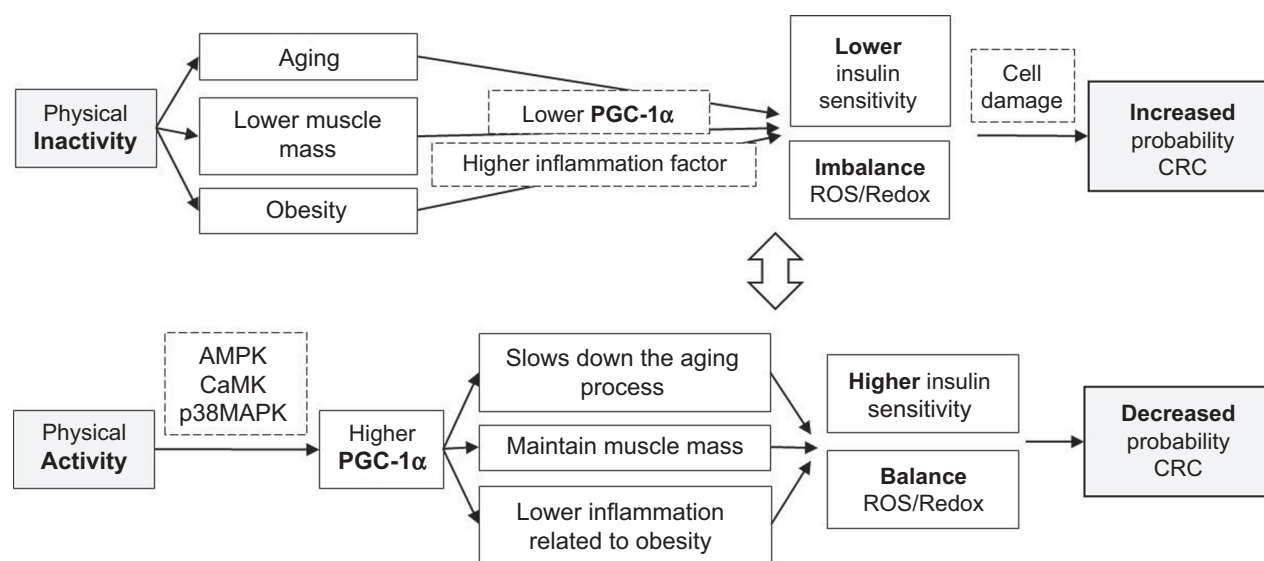 Physical
Inactivity
Aging
Lower muscle
mass
Obesity
Lower PGC-1α
Higher inflammation factor
Lower
insulin
sensitivity
Imbalance
ROS/Redox
Cell
damage
Increased
probability
CRC
Physical
Activity
AMPK
CaMK
p38MAPK
Higher
PGC-1α
Slows down the aging
process
Maintain muscle mass
Lower inflammation
related to obesity
Higher insulin
sensitivity
Balance
ROS/Redox
Decreased
probability
CRC